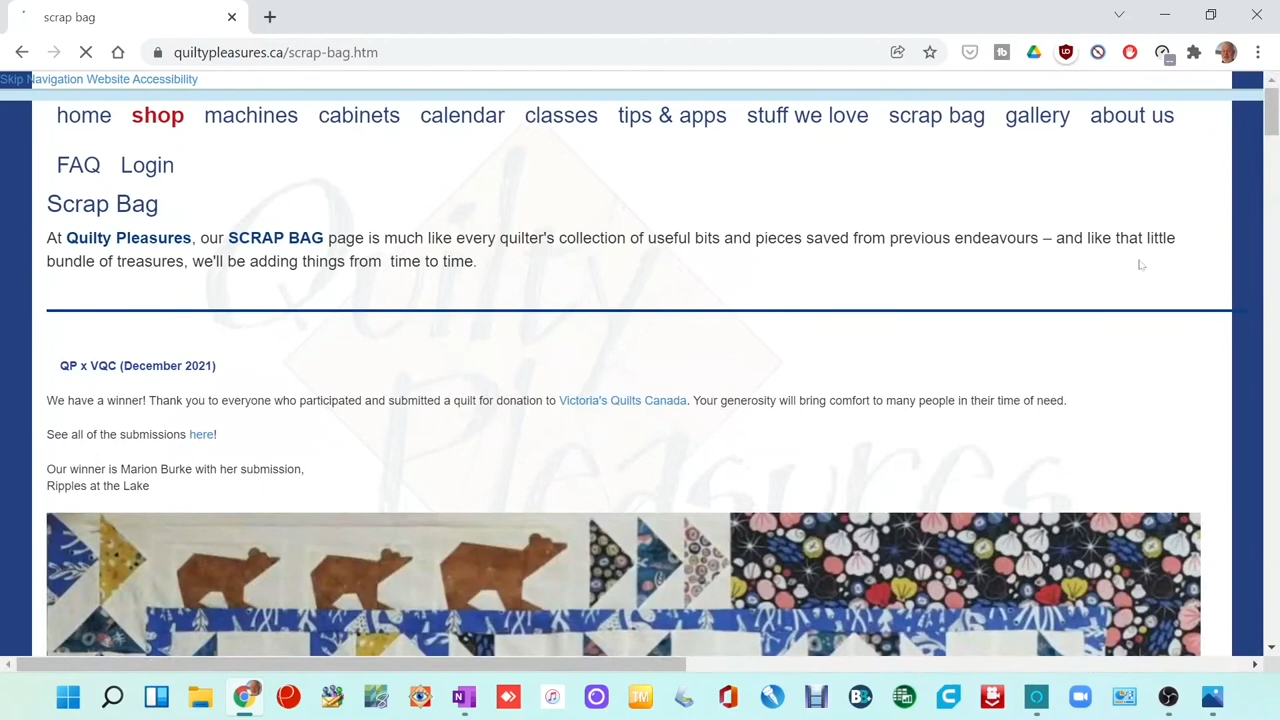 scrap bag
quiltypleasures.ca/scrap-bag.htm
Skip Navigation Website Accessibility
home shop machines cabinets calendar classes tips & apps stuff we love scrap bag gallery about us
FAQ Login
Scrap Bag
At Quilty Pleasures, our SCRAP BAG page is much like every quilter's collection of useful bits and pieces saved from previous endeavours – and like that little
bundle of treasures, we'll be adding things from time to time.
Quilty
Pleasures
QP x VQC (December 2021)
We have a winner! Thank you to everyone who participated and submitted a quilt for donation to Victoria's Quilts Canada. Your generosity will bring comfort to many people in their time of need.
See all of the submissions here!
Our winner is Marion Burke with her submission,
Ripples at the Lake